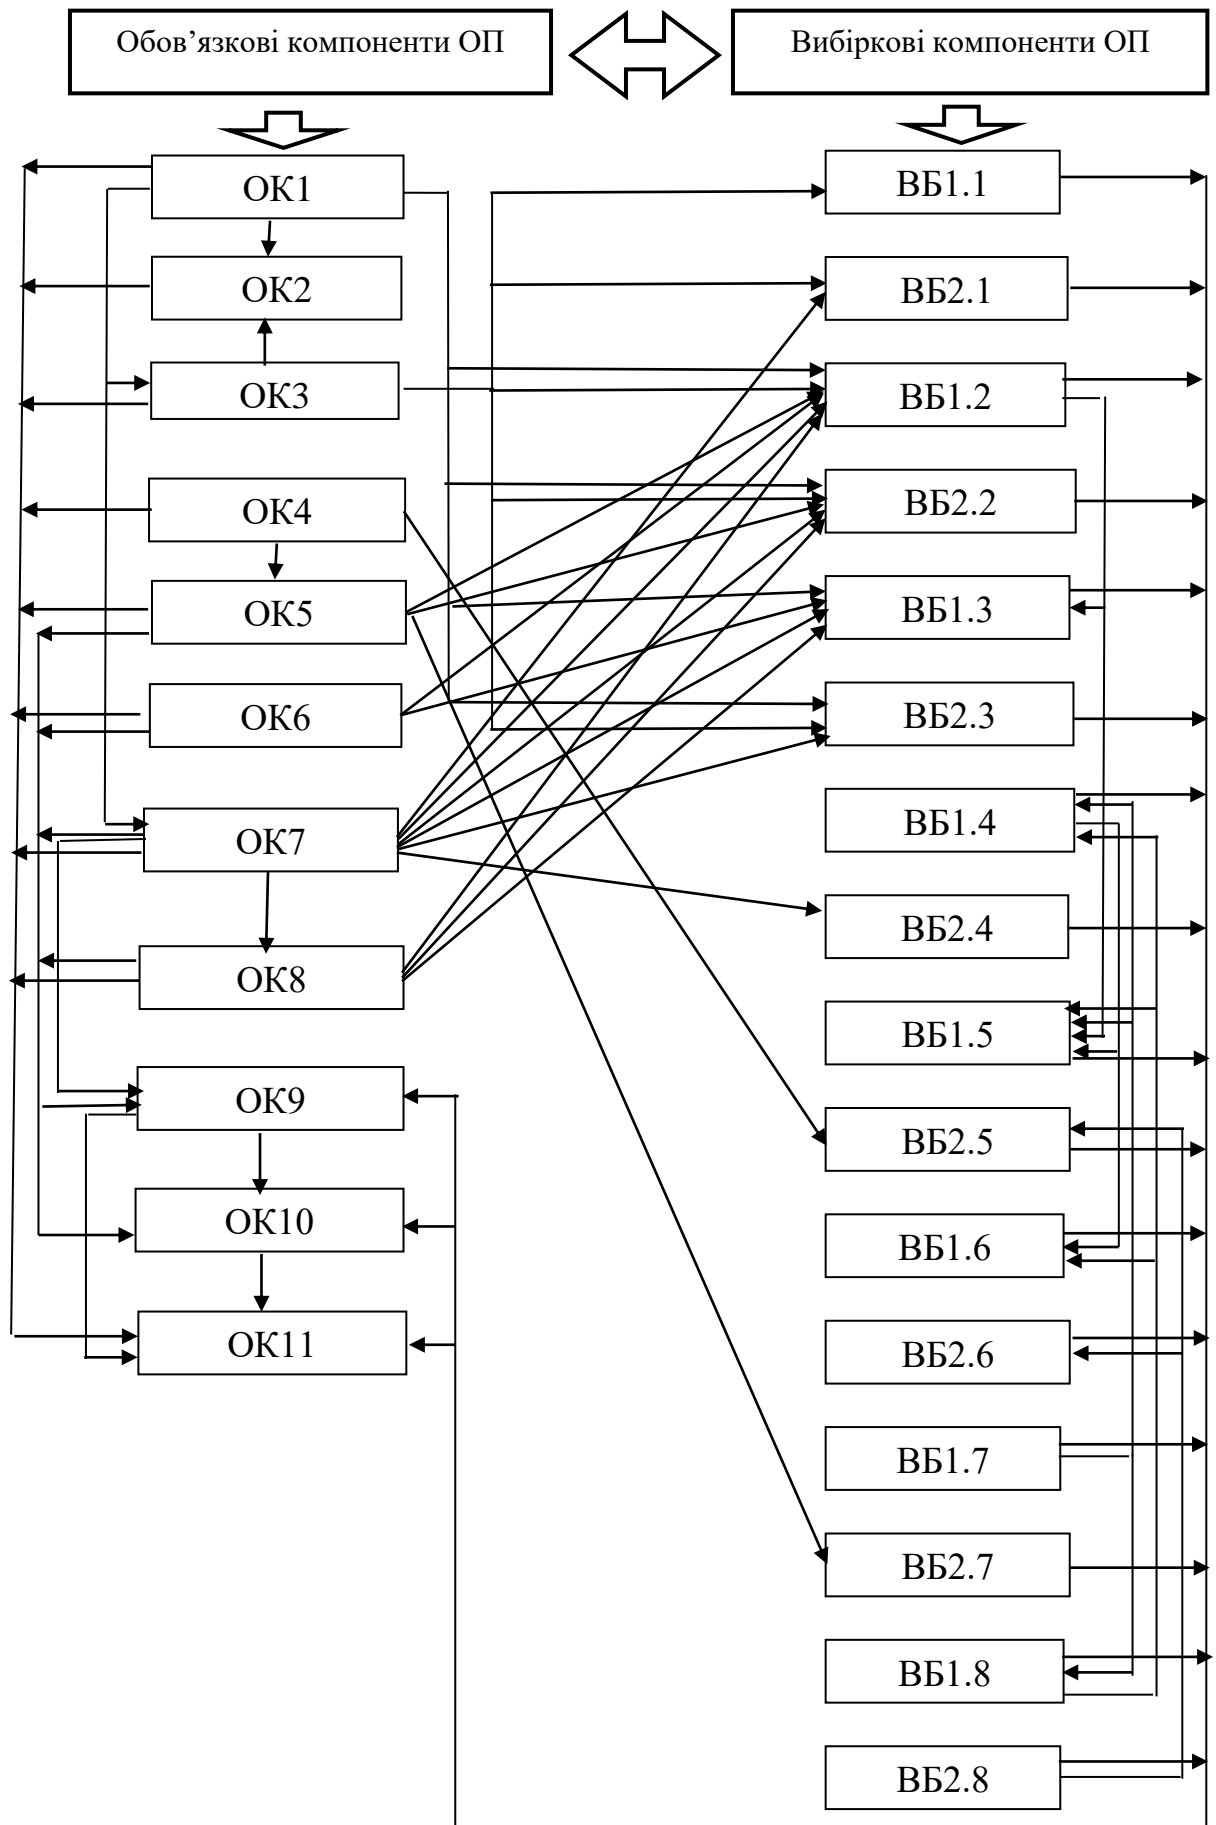 Обов’язкові компоненти ОП
Вибіркові компоненти ОП
ОК1
ОК2
ОК3
ОК4
ОК5
ОК6
ОК7
ОК8
ОК9
ОК10
ОК11
ВБ1.1
ВБ2.1
ВБ1.2
ВБ2.2
ВБ1.3
ВБ2.3
ВБ1.4
ВБ2.4
ВБ1.5
ВБ2.5
ВБ1.6
ВБ2.6
ВБ1.7
ВБ2.7
ВБ1.8
ВБ2.8